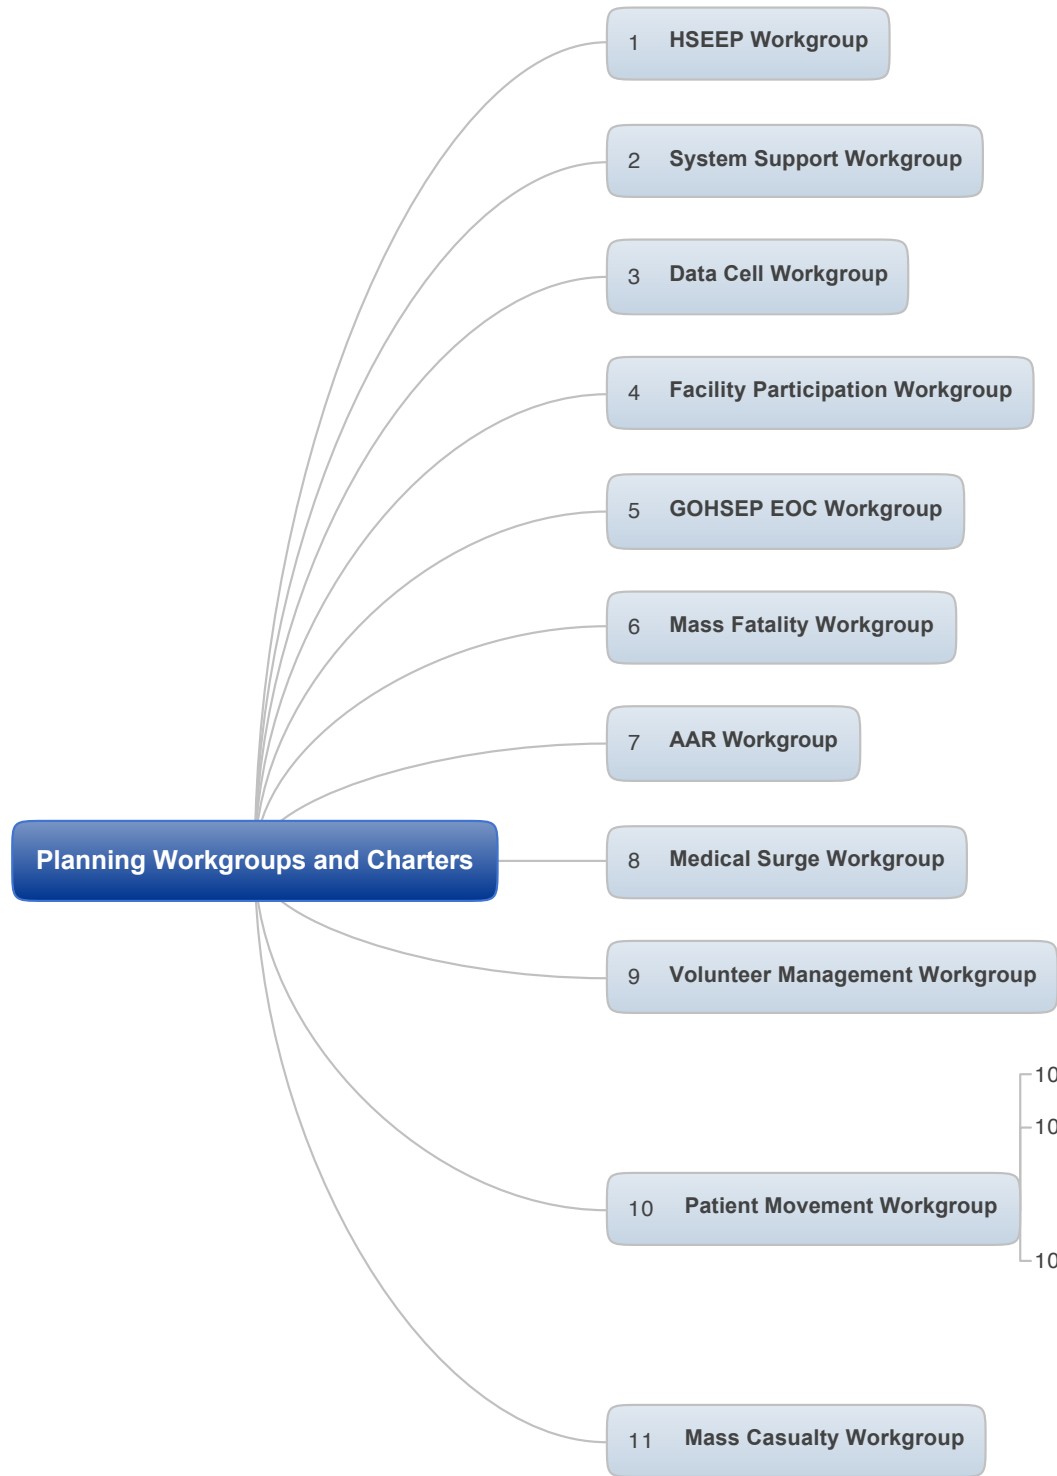 1 HSEEP Workgroup
2 System Support Workgroup
3 Data Cell Workgroup
4 Facility Participation Workgroup
5 GOHSEP EOC Workgroup
6 Mass Fatality Workgroup
7 AAR Workgroup
Planning Workgroups and Charters
8 Medical Surge Workgroup
9 Volunteer Management Workgroup
10
10
10 Patient Movement Workgroup
10
11 Mass Casualty Workgroup